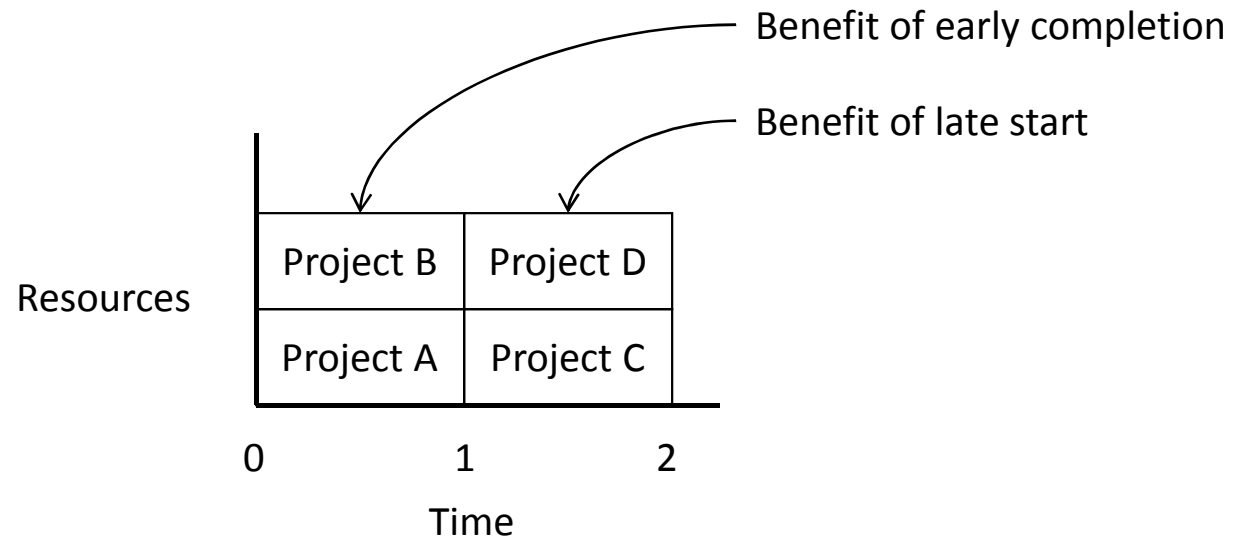 Benefit of early completion
Benefit of late start
Project B Project D
Resources
Project A Project C
0 1 2
Time